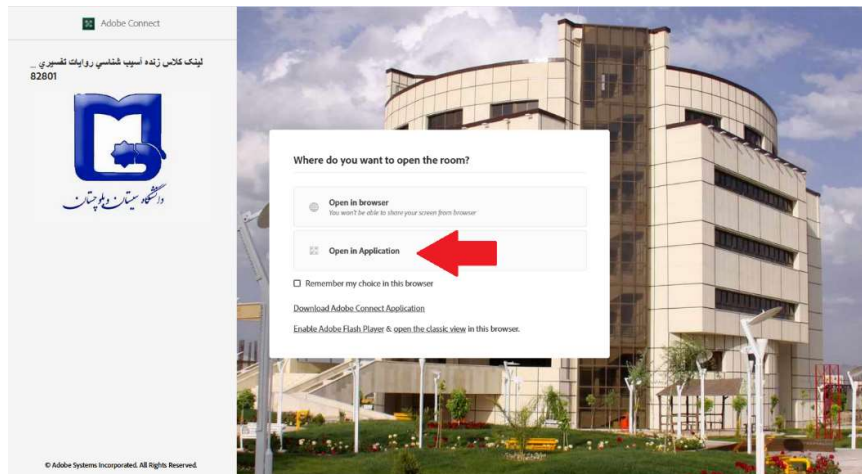 Adobe Connect
لینک کلاس زنده آسیب شناسي روایات تفسیري ...
82801
دانشگاه سیستان و بلوچستان
Where do you want to open the room?
Open in browser
You won't be able to share your screen from browser
Open in Application
Remember my choice in this browser
Download Adobe Connect Application
Enable Adobe Flash Player & open the classic view in this browser.
© Adobe Systems Incorporated. All Rights Reserved.